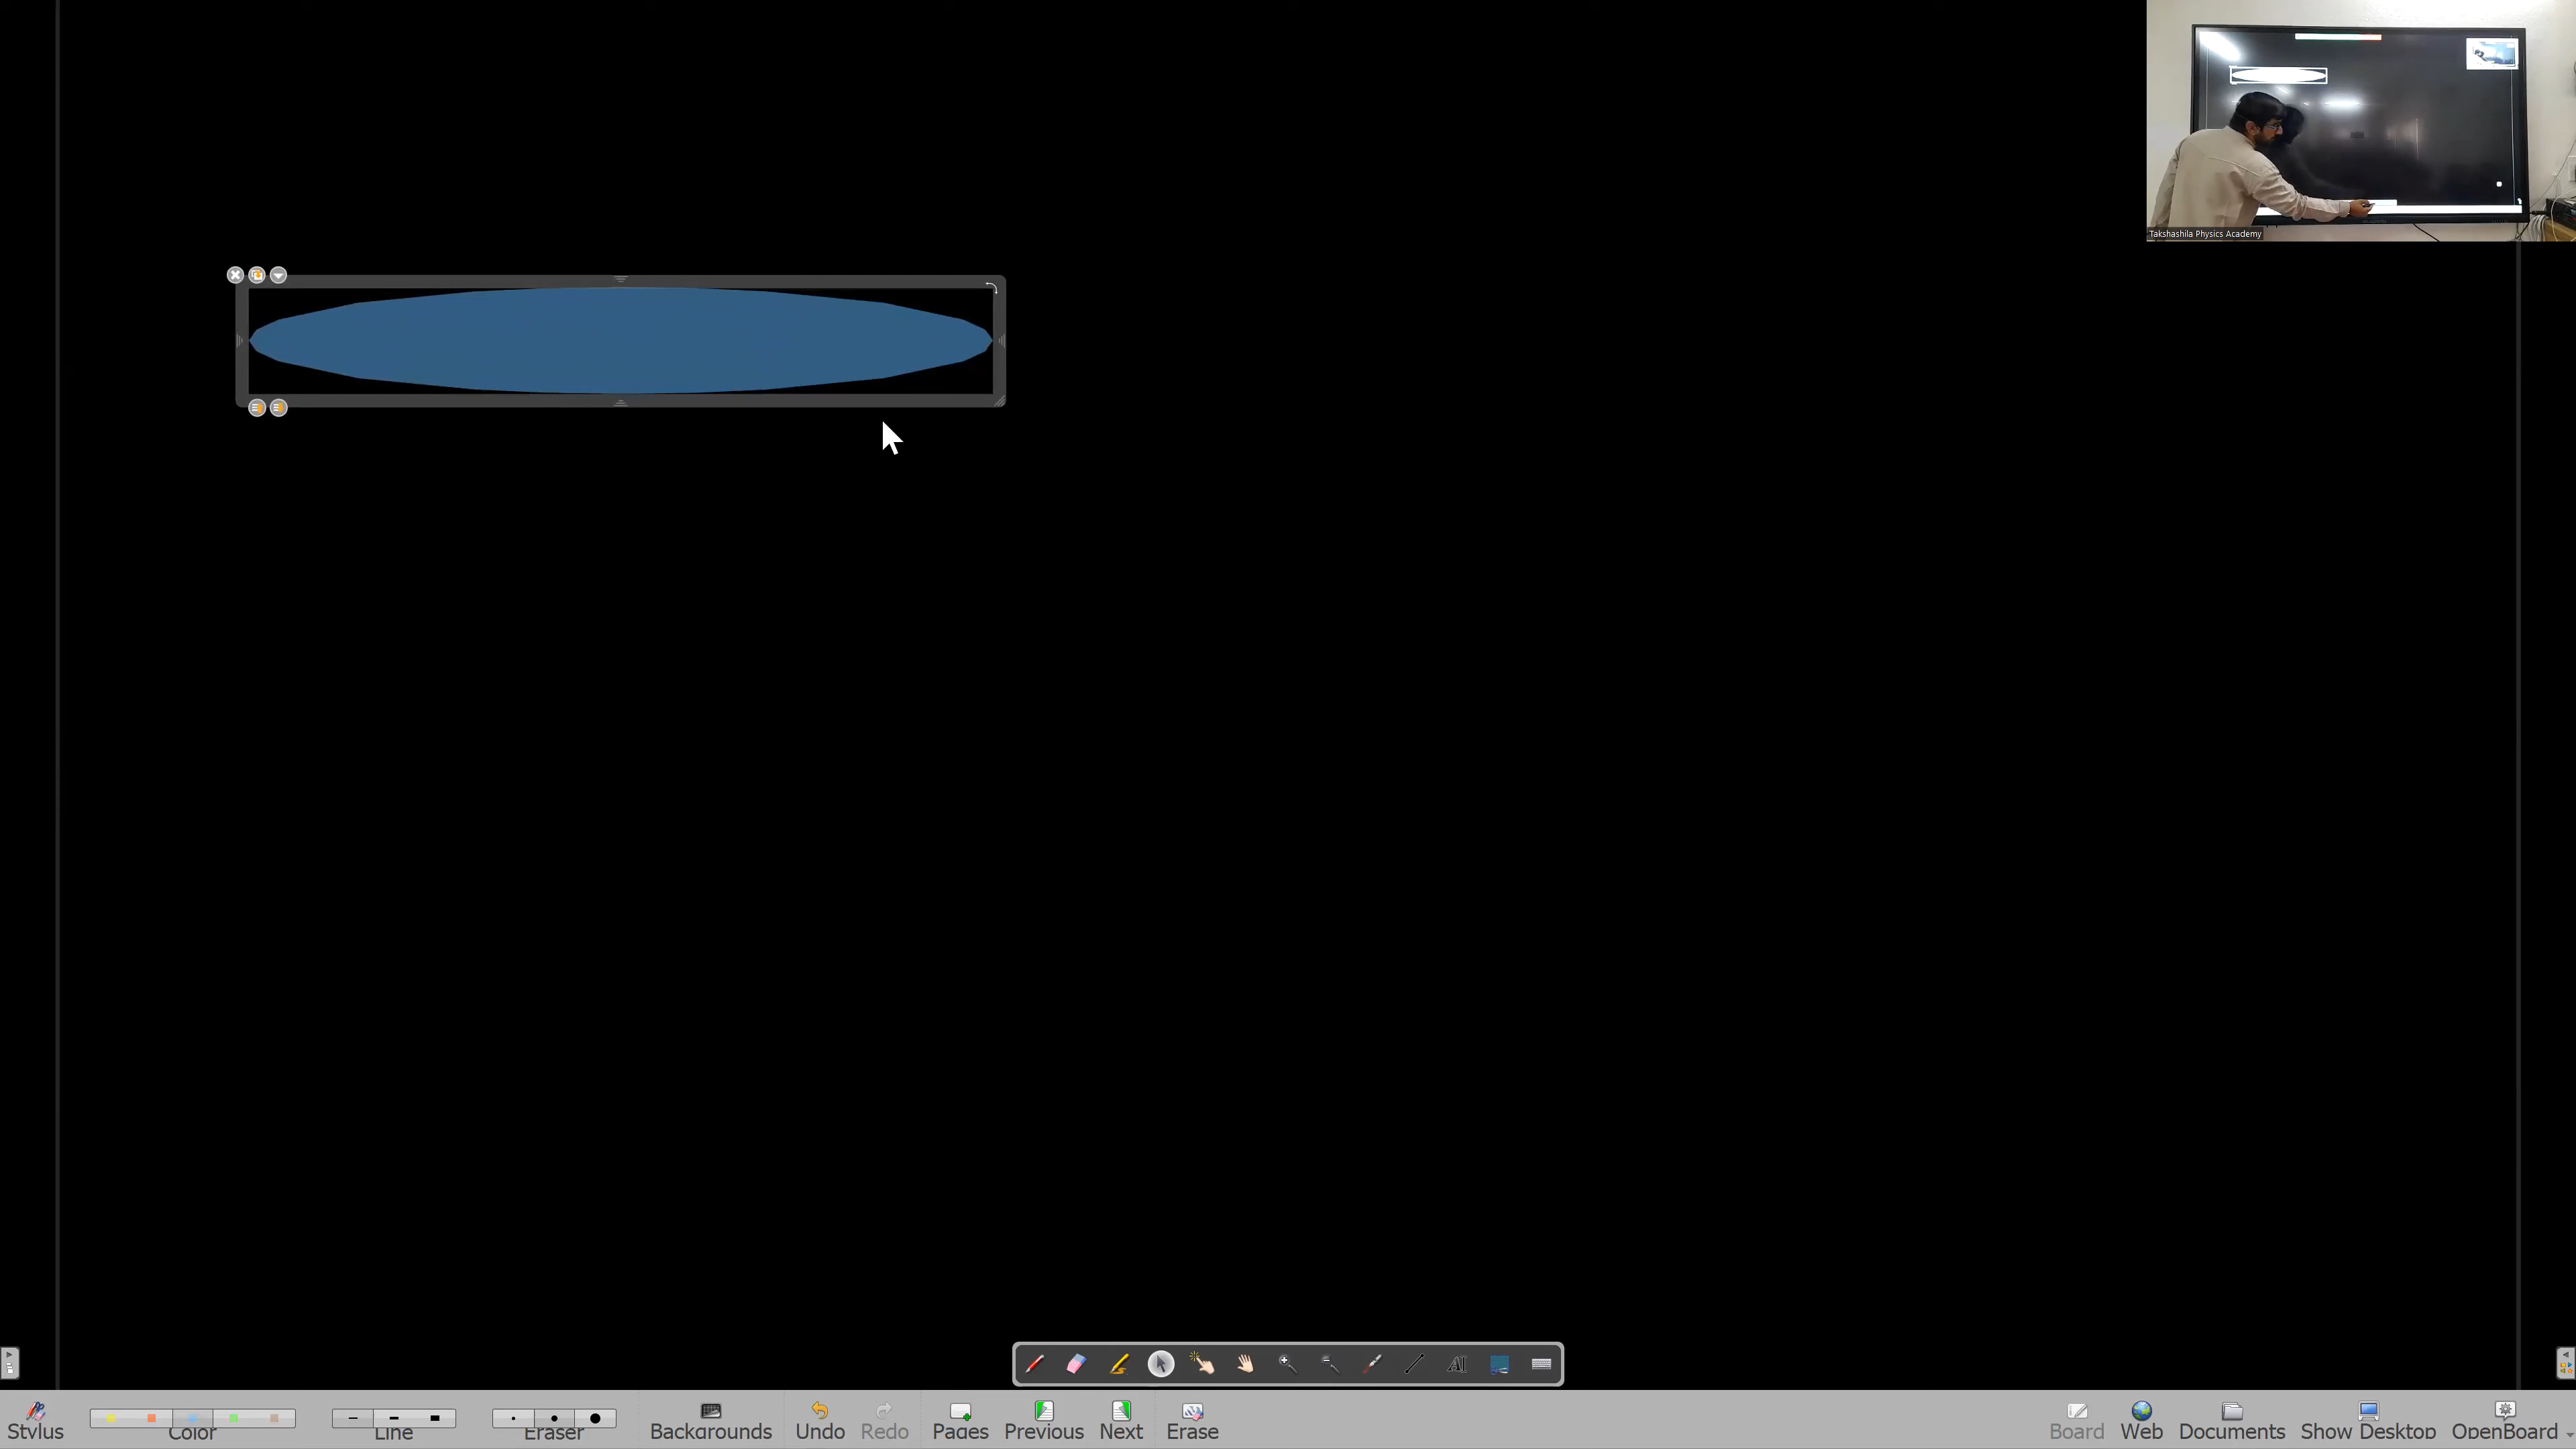 Takshashila Physics Academy
Stylus
Color
Line
Eraser
Backgrounds
Undo
Redo
Pages
Previous
Next
Erase
Board
Web
Documents
Show Desktop
OpenBoard
AI